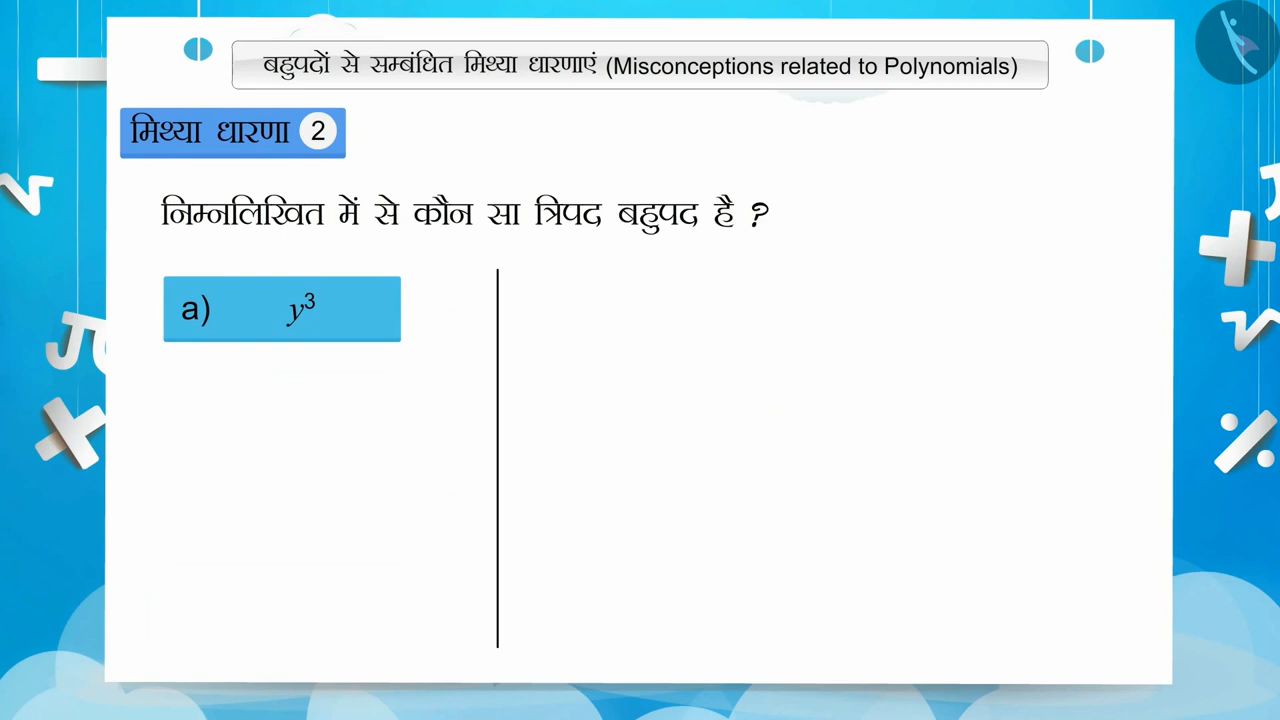 बहुपदों से सम्बंधित मिथ्या धारणाएं (Misconceptions related to Polynomials)
मिथ्या धारणा 2
निम्नलिखित में से कौन सा त्रिपद बहुपद है ?
a) y³